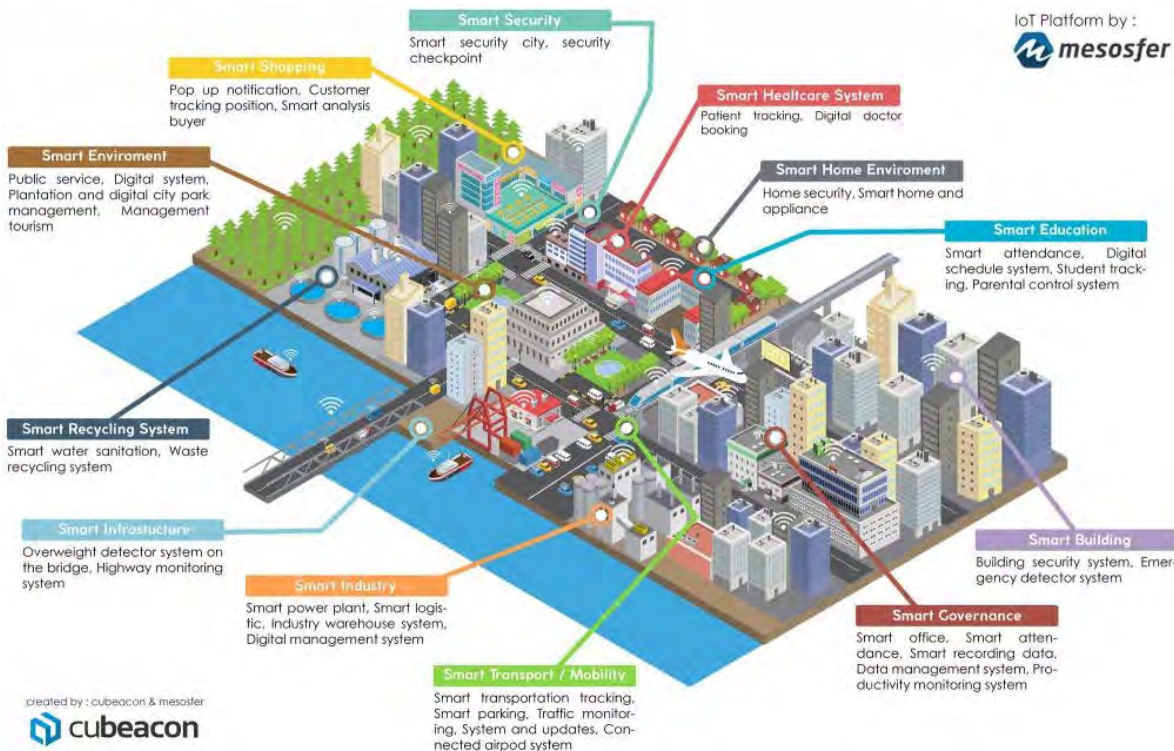 Smart Security
Smart security city, security
checkpoint
IoT Platform by :
mesosfer
Smart Shopping
Pop up notification, Customer
tracking position, Smart analysis
buyer
Smart Healtcare System
Patient tracking, Digital doctor
booking
Smart Enviroment
Public service, Digital system,
Plantation and digital city park
management, Management
tourism
Smart Home Enviroment
Home security, Smart home and
appliance
Smart Education
Smart attendance, Digital
schedule system, Student track-
ing, Parental control system
Smart Recycling System
Smart water sanitation, Waste
recycling system
Smart Infrastucture
Overweight detector system on
the bridge, Highway monitoring
system
Smart Building
Building security system, Emer-
gency detector system
Smart Industry
Smart power plant, Smart logis-
tic, Industry warehouse system,
Digital management system
Smart Governance
Smart office, Smart atten-
dance, Smart recording data,
Data management system, Pro-
ductivity monitoring system
Smart Transport / Mobility
Smart transportation tracking,
Smart parking, Traffic monitor-
ing, System and updates, Con-
nected airpod system
created by : cubeacon & mesosfer
cubeacon